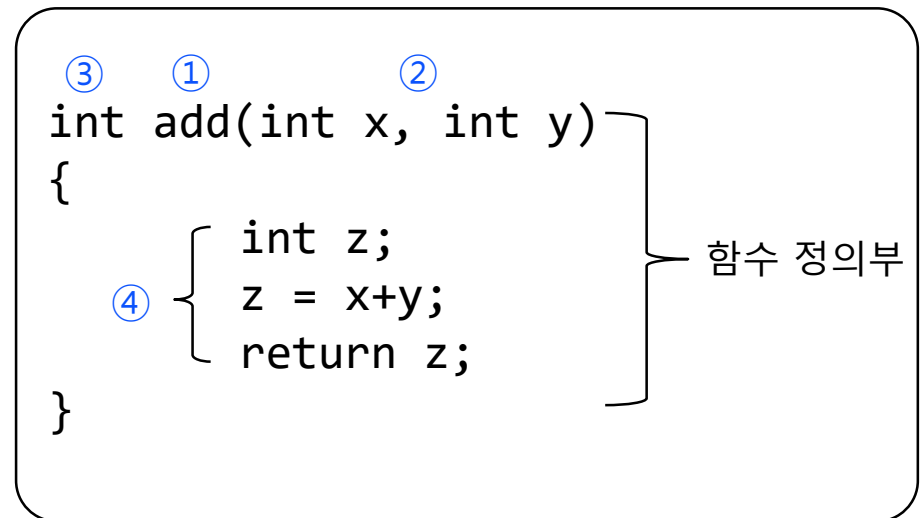 ③ ① ②
int add(int x, int y)
{
int z;
함수 정의부
④ z = x+y;
return z;
}